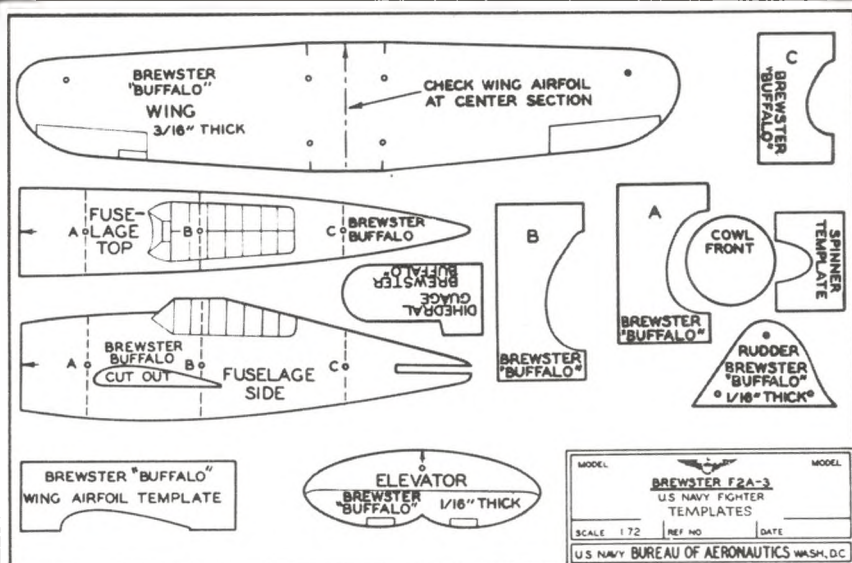 BREWSTER
"BUFFALO"
WING
3/16" THICK
CHECK WING AIRFOIL
AT CENTER SECTION
C
BREWSTER
"BUFFALO"
FUSE-
LAGE
TOP
A
B
C
BREWSTER
BUFFALO
DIHEDRAL
GUAGE
BREWSTER
BUFFALO"
B
BREWSTER
"BUFFALO"
A
BREWSTER
"BUFFALO"
COWL
FRONT
SPINNER
TEMPLATE
BREWSTER
BUFFALO
CUT OUT
A
B
C
FUSELAGE
SIDE
RUDDER
BREWSTER
"BUFFALO"
1/16" THICK
BREWSTER "BUFFALO"
WING AIRFOIL TEMPLATE
ELEVATOR
BREWSTER
"BUFFALO"
1/16" THICK
MODEL
MODEL
BREWSTER F2A-3
U.S NAVY FIGHTER
TEMPLATES
SCALE 1 72
REF NO
DATE
U.S NAVY BUREAU OF AERONAUTICS WASH, D.C